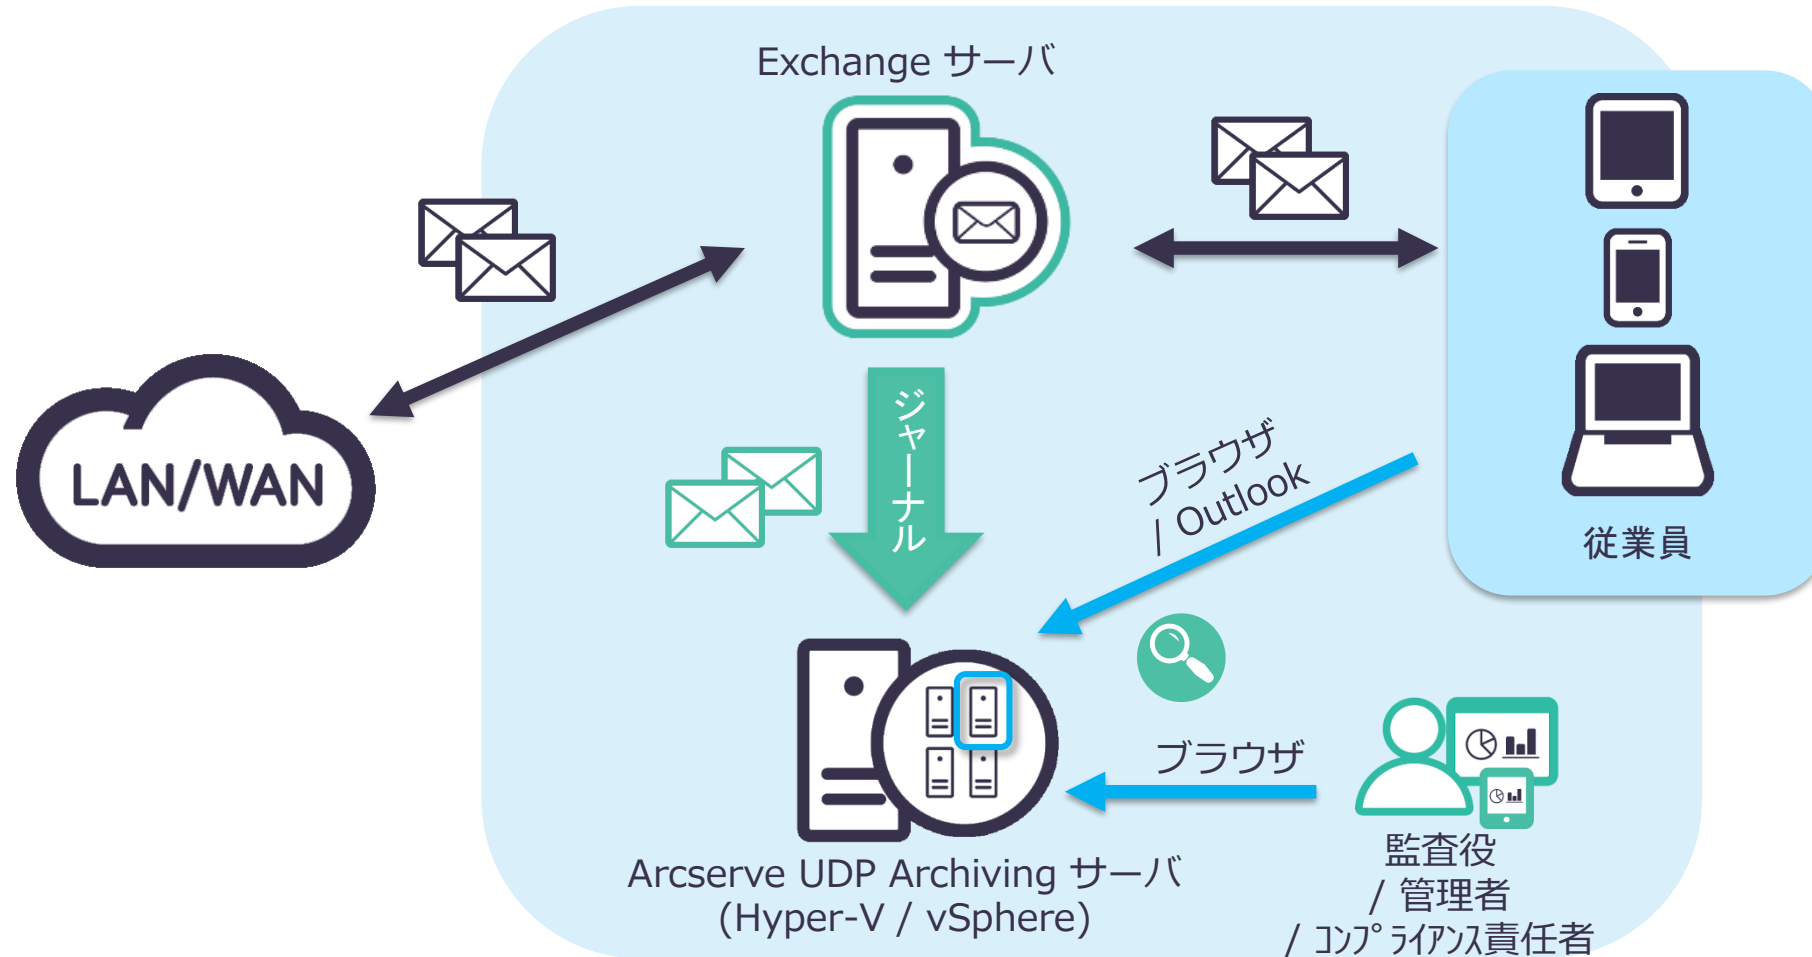 Exchange サーバ
LAN/WAN
ジャーナル
ブラウザ
/ Outlook
従業員
ブラウザ
Arcserve UDP Archiving サーバ
(Hyper-V / vSphere)
監査役
/ 管理者
/ ｺﾝﾌﾟﾗｲｱﾝｽ責任者